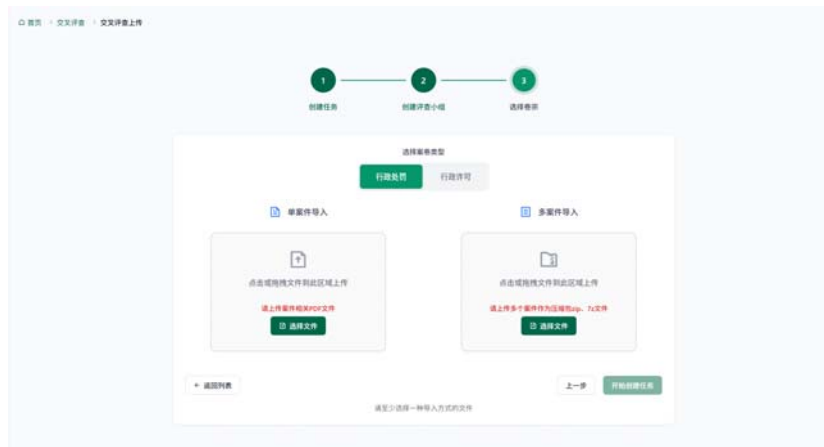 首页 › 交叉评查 › 交叉评查上传
1
2
3
创建任务
创建评查小组
选择卷宗
选择案卷类型
行政处罚
行政许可
单案件导入
多案件导入
点击或拖拽文件到此区域上传
点击或拖拽文件到此区域上传
请上传案件相关PDF文件
请上传多个案件作为压缩包zip、7z文件
选择文件
选择文件
← 返回列表
上一步
开始创建任务
请至少选择一种导入方式的文件